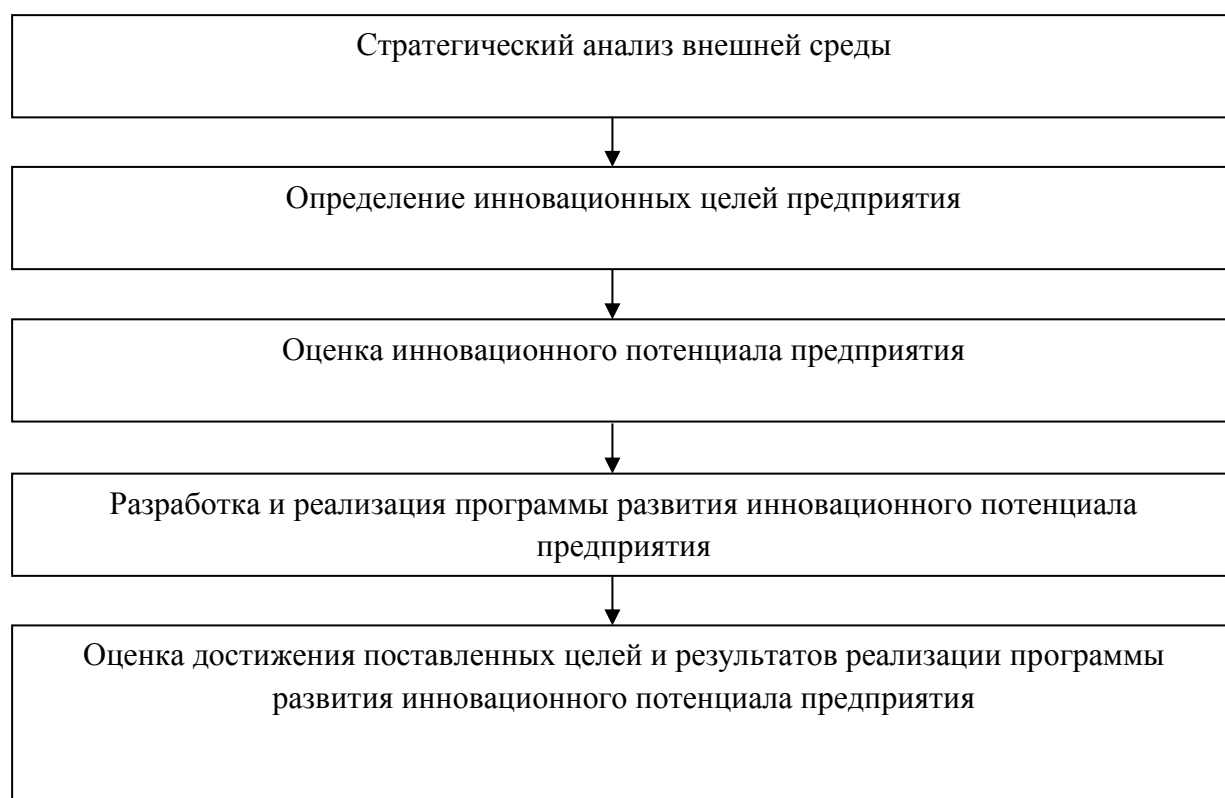 Стратегический анализ внешней среды
Определение инновационных целей предприятия
Оценка инновационного потенциала предприятия
Разработка и реализация программы развития инновационного потенциала
предприятия
Оценка достижения поставленных целей и результатов реализации программы
развития инновационного потенциала предприятия